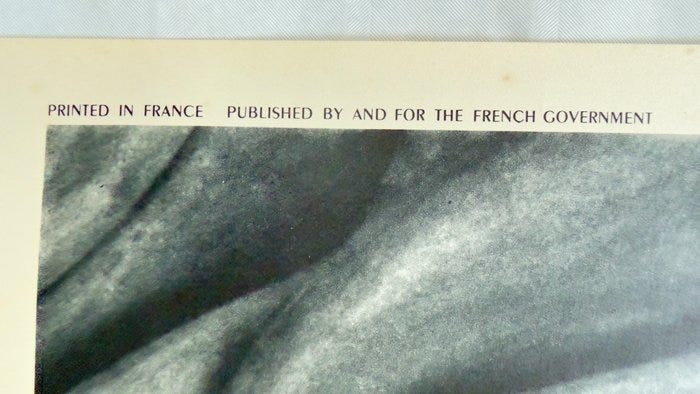 PRINTED IN FRANCE PUBLISHED BY AND FOR THE FRENCH GOVERNMENT